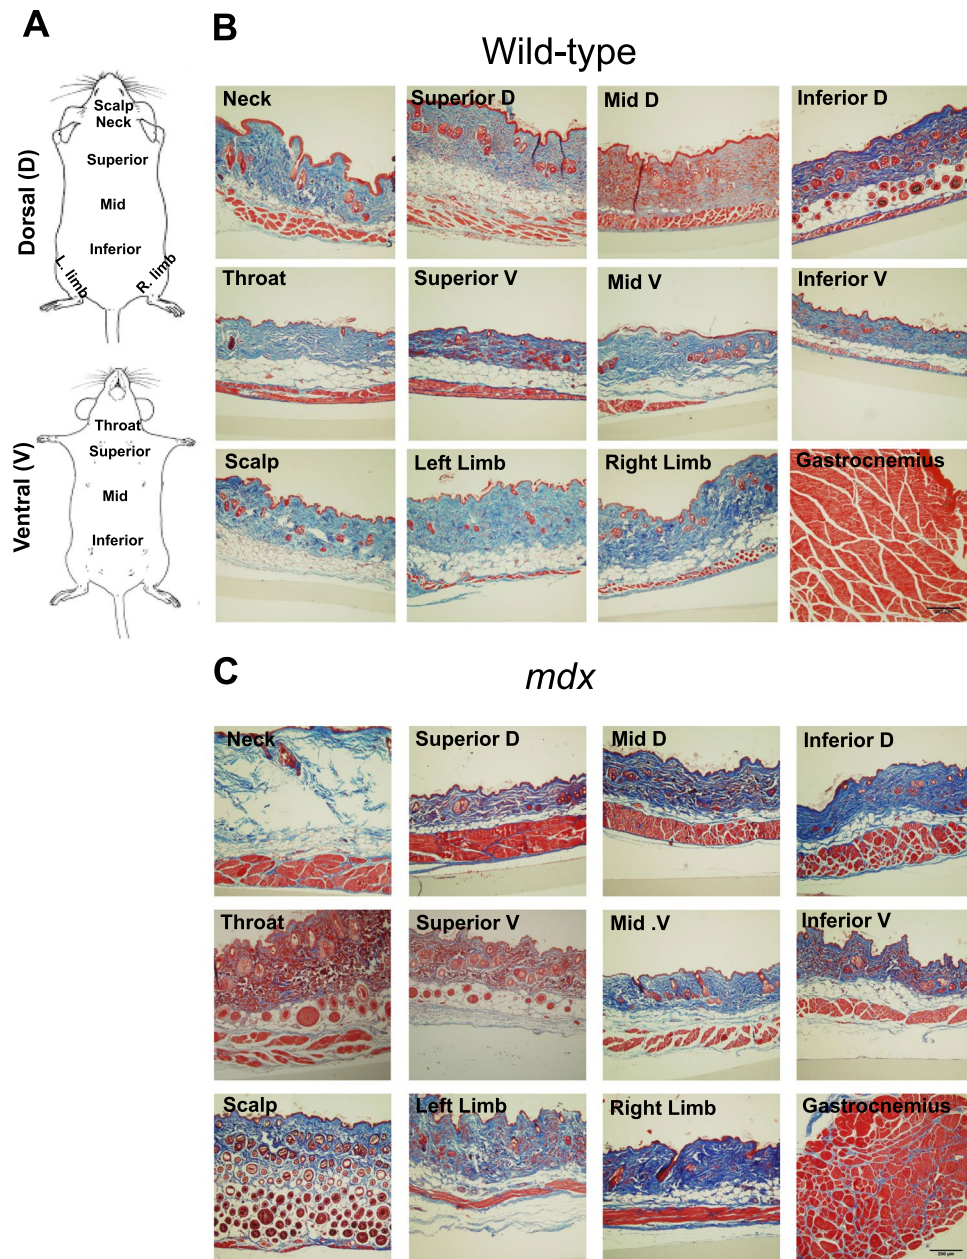 A
Dorsal (D)
Scalp
Neck
Superior
Mid
Inferior
L. limb
R. limb
Ventral (V)
Throat
Superior
Mid
Inferior
B
Wild-type
Neck
Superior D
Mid D
Inferior D
Throat
Superior V
Mid V
Inferior V
Scalp
Left Limb
Right Limb
Gastrocnemius
C
mdx
Neck
Superior D
Mid D
Inferior D
Throat
Superior V
Mid .V
Inferior V
Scalp
Left Limb
Right Limb
Gastrocnemius
200 µm